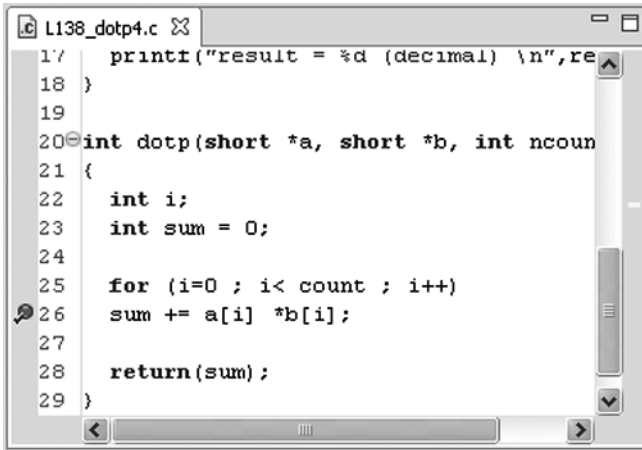 .c L138_dotp4.c
17 printf("result = %d (decimal) \n",re
18 }
19
20 int dotp(short *a, short *b, int ncoun
21 {
22 int i;
23 int sum = 0;
24
25 for (i=0 ; i< count ; i++)
26 sum += a[i] *b[i];
27
28 return(sum);
29 }